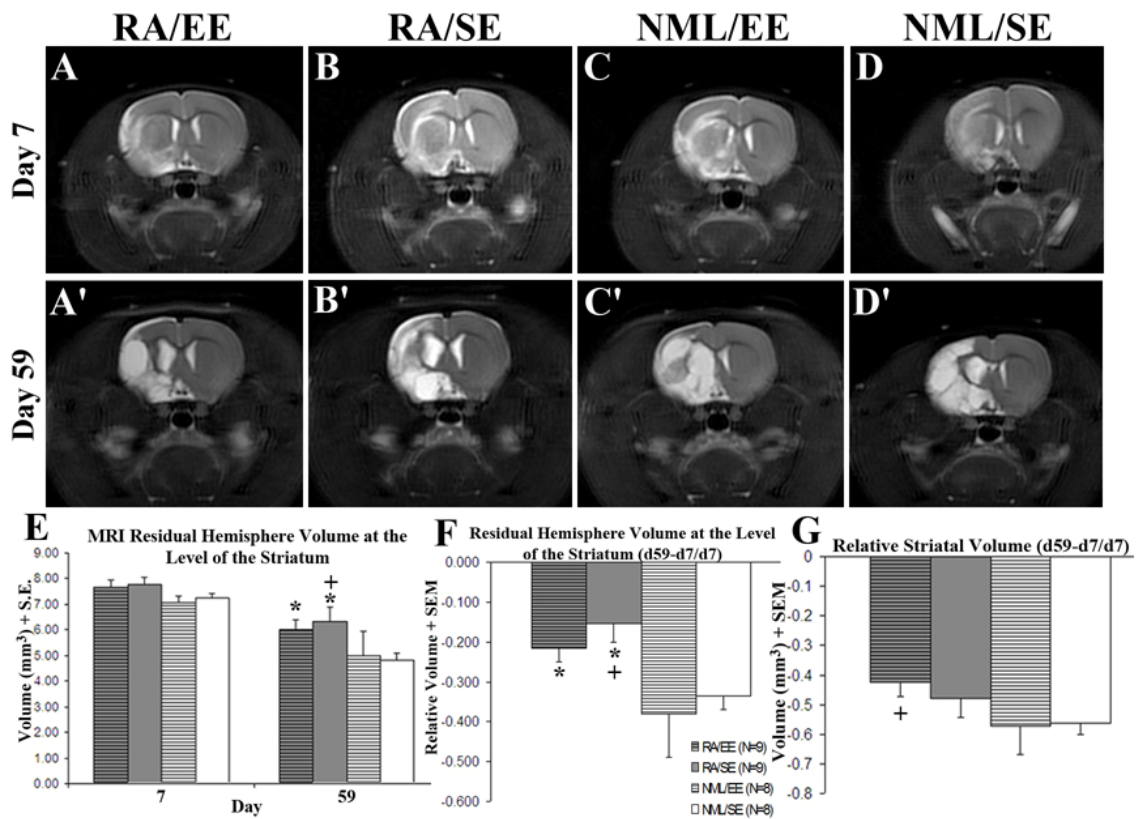 RA/EE RA/SE NML/EE NML/SE
Day 7
A B C D
Day 59
A' B' C' D'
E
MRI Residual Hemisphere Volume at the
Level of the Striatum
Volume (mm³) + S.E.
9.00
8.00
7.00
6.00
5.00
4.00
3.00
2.00
1.00
0.00
* + *
7 59
Day
F
Residual Hemisphere Volume at the Level
of the Striatum (d59-d7/d7)
Relative Volume + SEM
0.000
-0.100
-0.200
-0.300
-0.400
-0.500
-0.600
* * +
RA/EE (N=9)
RA/SE (N=9)
NML/EE (N=8)
NML/SE (N=8)
G
Relative Striatal Volume (d59-d7/d7)
Volume (mm³) + SEM
0
-0.1
-0.2
-0.3
-0.4
-0.5
-0.6
-0.7
-0.8
+